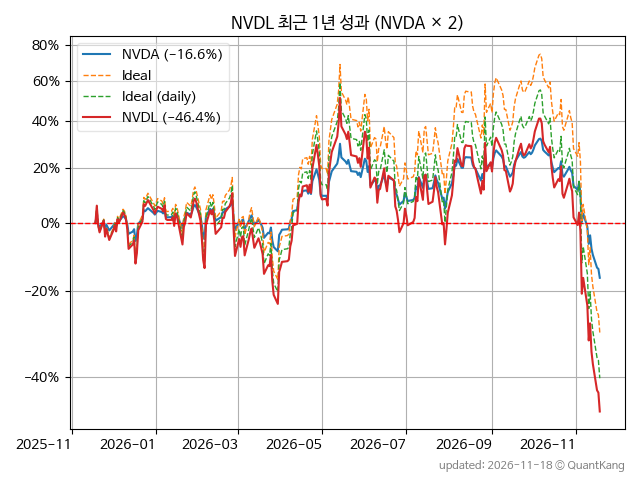 NVDL 최근 1년 성과 (NVDA × 2)
80%
60%
40%
20%
0%
−20%
−40%
NVDA (−16.6%)
Ideal
Ideal (daily)
NVDL (−46.4%)
2025-11
2026-01
2026-03
2026-05
2026-07
2026-09
2026-11
updated: 2026-11-18 © QuantKang